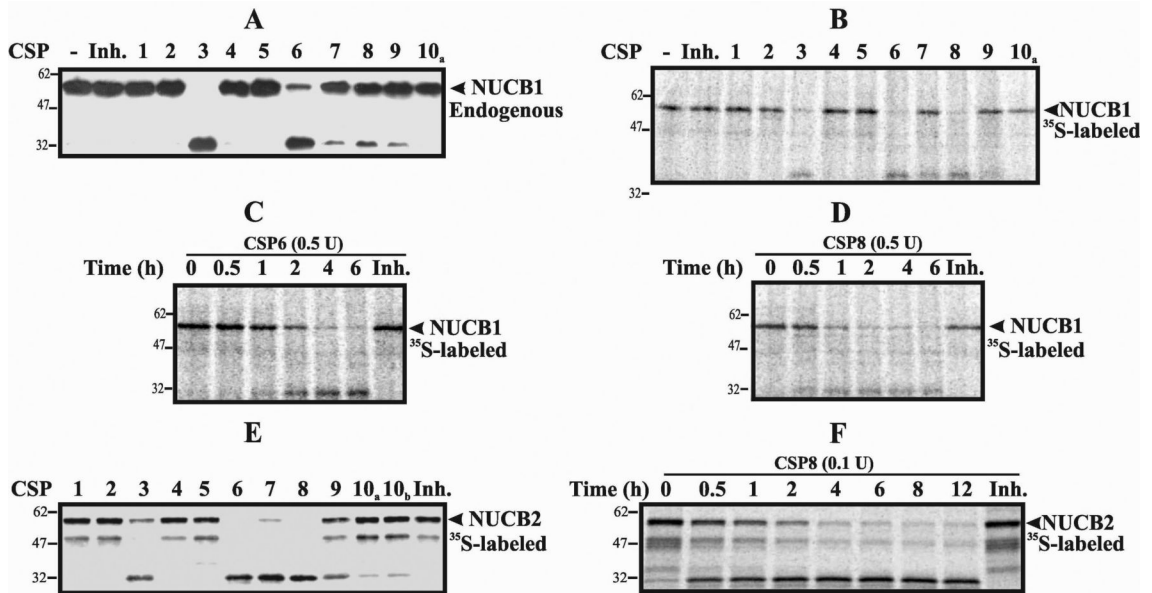 A
CSP - Inh. 1 2 3 4 5 6 7 8 9 10a
62
47
32
NUCB1
Endogenous
B
CSP - Inh. 1 2 3 4 5 6 7 8 9 10a
62
47
32
NUCB1
35S-labeled
C
CSP6 (0.5 U)
Time (h) 0 0.5 1 2 4 6 Inh.
62
47
32
NUCB1
35S-labeled
D
CSP8 (0.5 U)
Time (h) 0 0.5 1 2 4 6 Inh.
62
47
32
NUCB1
35S-labeled
E
CSP 1 2 3 4 5 6 7 8 9 10a 10b Inh.
62
47
32
NUCB2
35S-labeled
F
CSP8 (0.1 U)
Time (h) 0 0.5 1 2 4 6 8 12 Inh.
62
47
32
NUCB2
35S-labeled